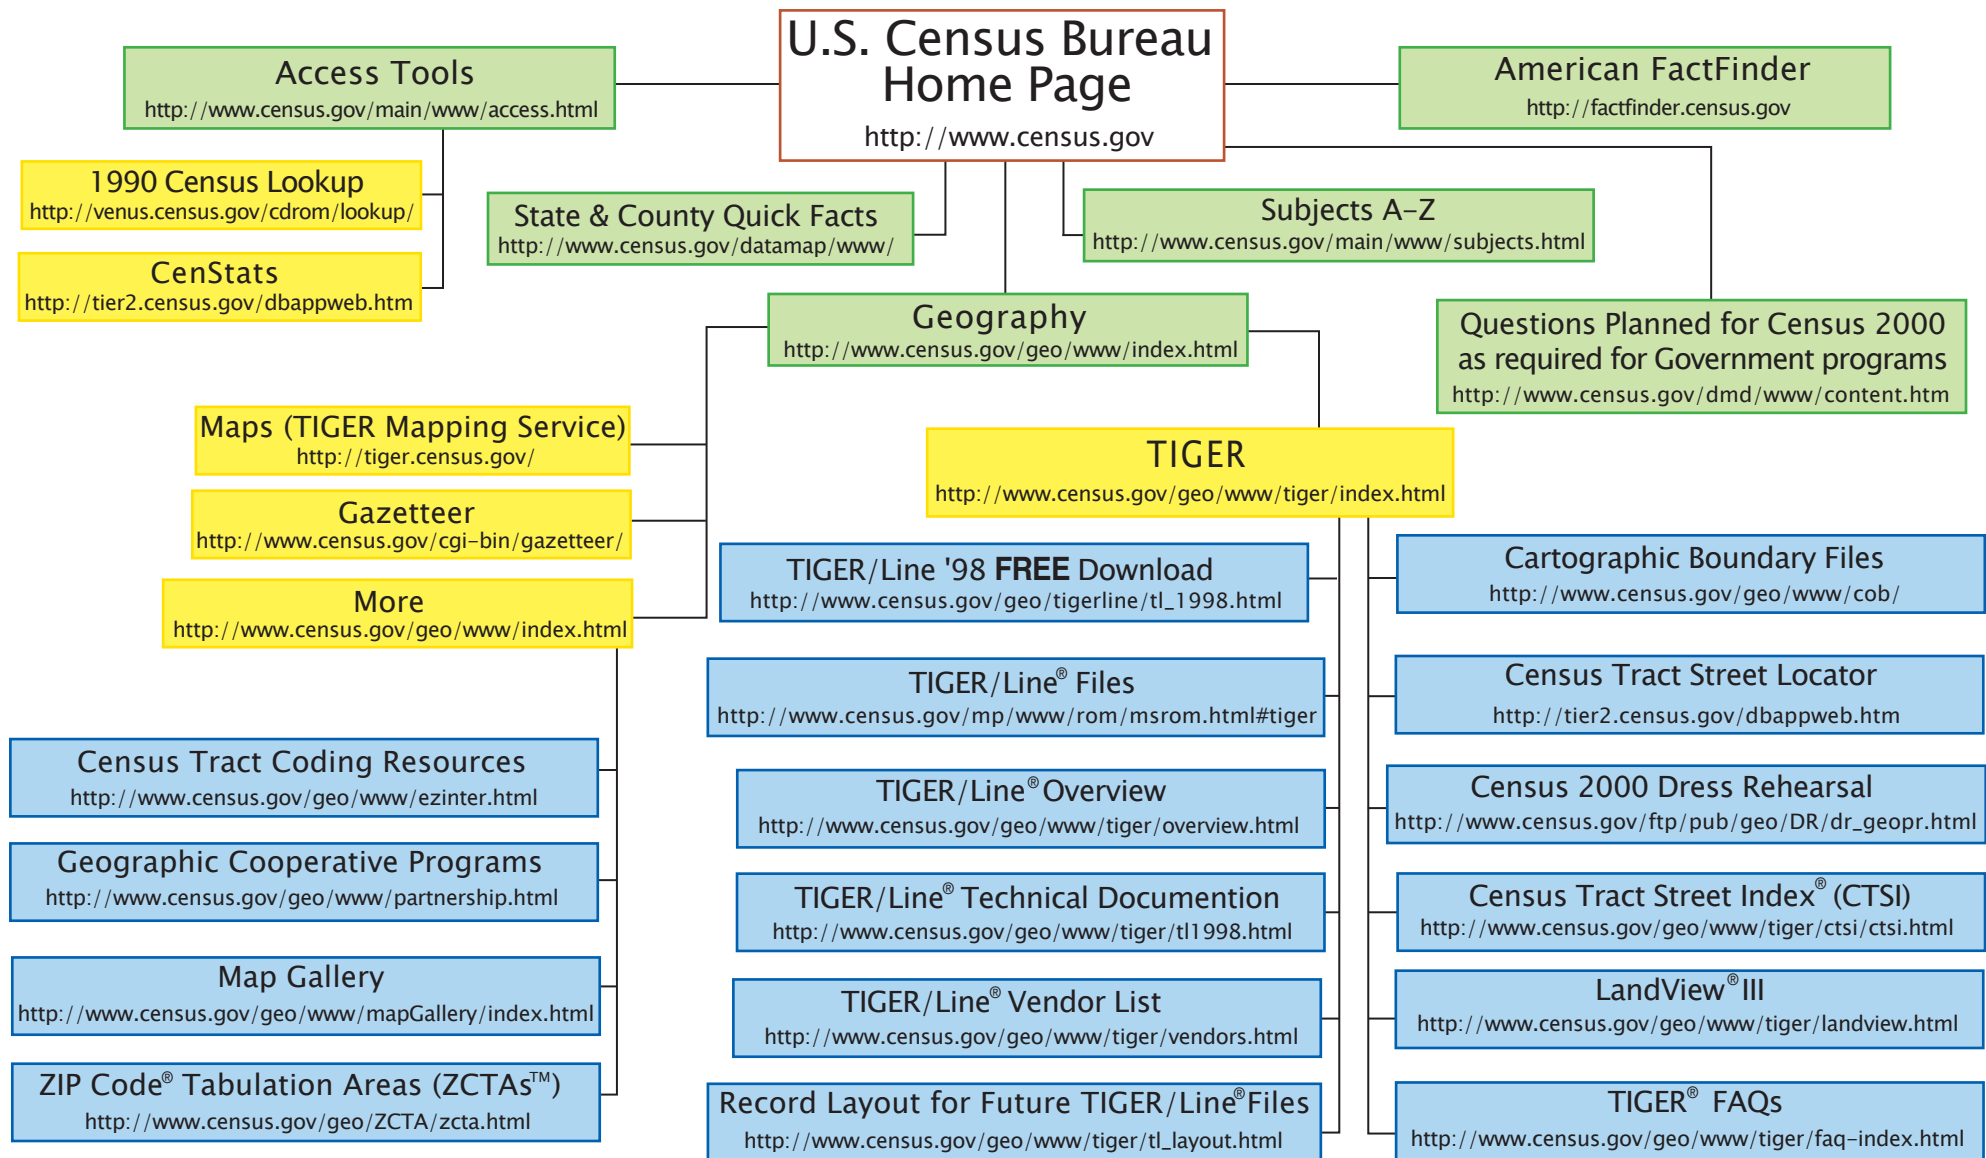 U.S. Census Bureau
Home Page
http://www.census.gov
Access Tools
http://www.census.gov/main/www/access.html
American FactFinder
http://factfinder.census.gov
1990 Census Lookup
http://venus.census.gov/cdrom/lookup/
CenStats
http://tier2.census.gov/dbappweb.htm
State & County Quick Facts
http://www.census.gov/datamap/www/
Subjects A–Z
http://www.census.gov/main/www/subjects.html
Geography
http://www.census.gov/geo/www/index.html
Questions Planned for Census 2000
as required for Government programs
http://www.census.gov/dmd/www/content.htm
Maps (TIGER Mapping Service)
http://tiger.census.gov/
Gazetteer
http://www.census.gov/cgi–bin/gazetteer/
More
http://www.census.gov/geo/www/index.html
TIGER
http://www.census.gov/geo/www/tiger/index.html
Census Tract Coding Resources
http://www.census.gov/geo/www/ezinter.html
Geographic Cooperative Programs
http://www.census.gov/geo/www/partnership.html
Map Gallery
http://www.census.gov/geo/www/mapGallery/index.html
ZIP Code® Tabulation Areas (ZCTAs™)
http://www.census.gov/geo/ZCTA/zcta.html
TIGER/Line '98 FREE Download
http://www.census.gov/geo/tigerline/tl_1998.html
TIGER/Line® Files
http://www.census.gov/mp/www/rom/msrom.html#tiger
TIGER/Line® Overview
http://www.census.gov/geo/www/tiger/overview.html
TIGER/Line® Technical Documention
http://www.census.gov/geo/www/tiger/tl1998.html
TIGER/Line® Vendor List
http://www.census.gov/geo/www/tiger/vendors.html
Record Layout for Future TIGER/Line® Files
http://www.census.gov/geo/www/tiger/tl_layout.html
Cartographic Boundary Files
http://www.census.gov/geo/www/cob/
Census Tract Street Locator
http://tier2.census.gov/dbappweb.htm
Census 2000 Dress Rehearsal
http://www.census.gov/ftp/pub/geo/DR/dr_geopr.html
Census Tract Street Index® (CTSI)
http://www.census.gov/geo/www/tiger/ctsi/ctsi.html
LandView® III
http://www.census.gov/geo/www/tiger/landview.html
TIGER® FAQs
http://www.census.gov/geo/www/tiger/faq–index.html